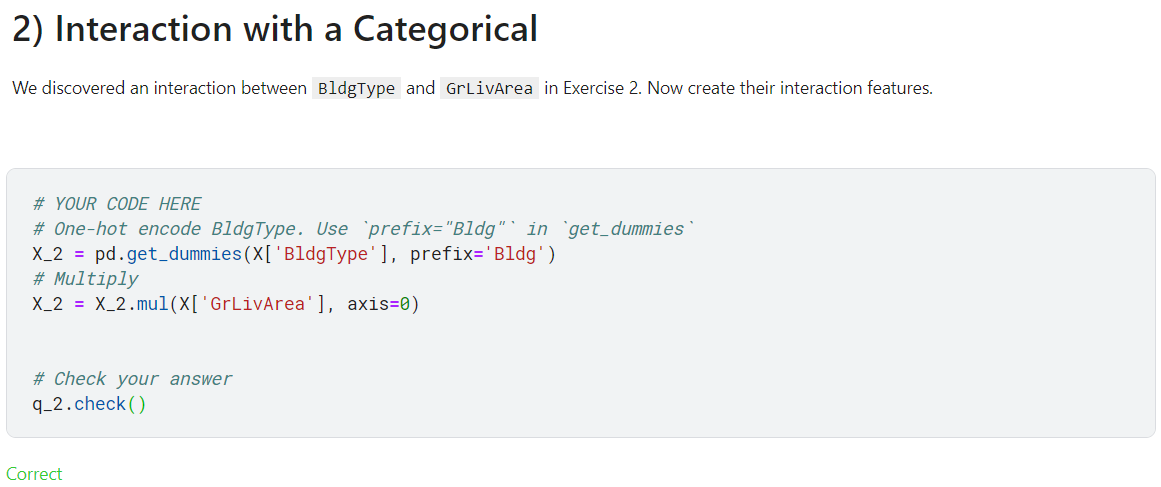 2) Interaction with a Categorical
We discovered an interaction between BldgType and GrLivArea in Exercise 2. Now create their interaction features.
# YOUR CODE HERE
# One-hot encode BldgType. Use `prefix="Bldg"` in `get_dummies`
X_2 = pd.get_dummies(X['BldgType'], prefix='Bldg')
# Multiply
X_2 = X_2.mul(X['GrLivArea'], axis=0)
# Check your answer
q_2.check()
Correct